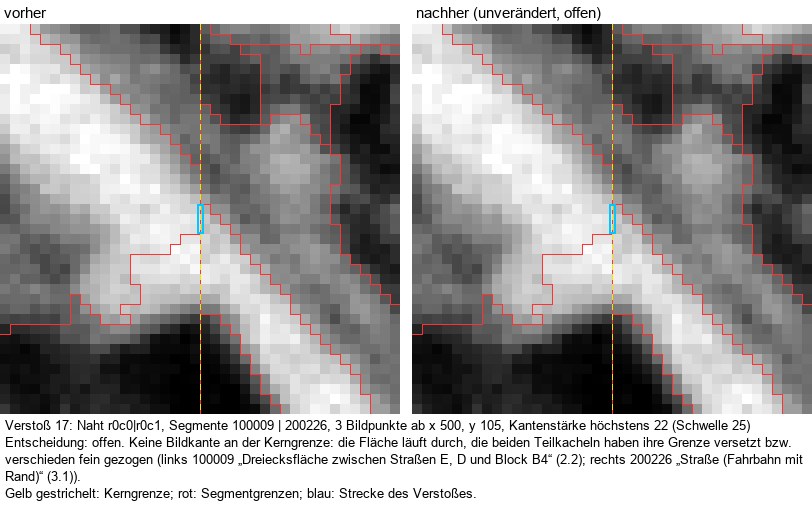 vorher
nachher (unverändert, offen)
Verstoß 17: Naht r0c0|r0c1, Segmente 100009 | 200226, 3 Bildpunkte ab x 500, y 105, Kantenstärke höchstens 22 (Schwelle 25)
Entscheidung: offen. Keine Bildkante an der Kerngrenze: die Fläche läuft durch, die beiden Teilkacheln haben ihre Grenze versetzt bzw.
verschieden fein gezogen (links 100009 „Dreiecksfläche zwischen Straßen E, D und Block B4“ (2.2); rechts 200226 „Straße (Fahrbahn mit
Rand)“ (3.1)).
Gelb gestrichelt: Kerngrenze; rot: Segmentgrenzen; blau: Strecke des Verstoßes.